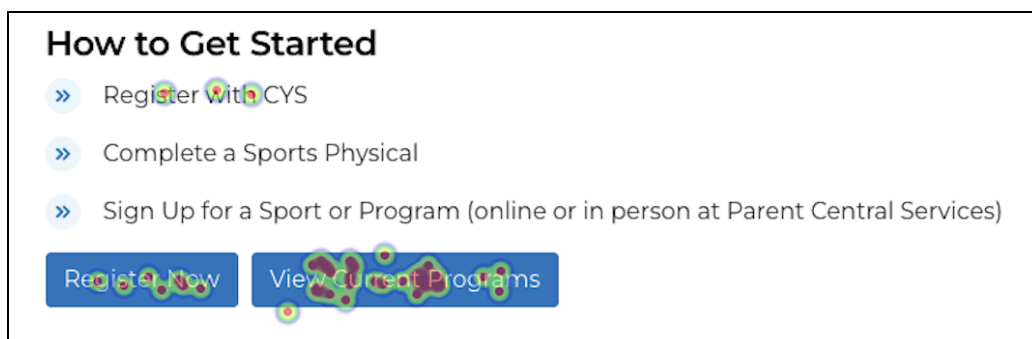 How to Get Started
Register with CYS
Complete a Sports Physical
Sign Up for a Sport or Program (online or in person at Parent Central Services)
Register Now View Current Programs